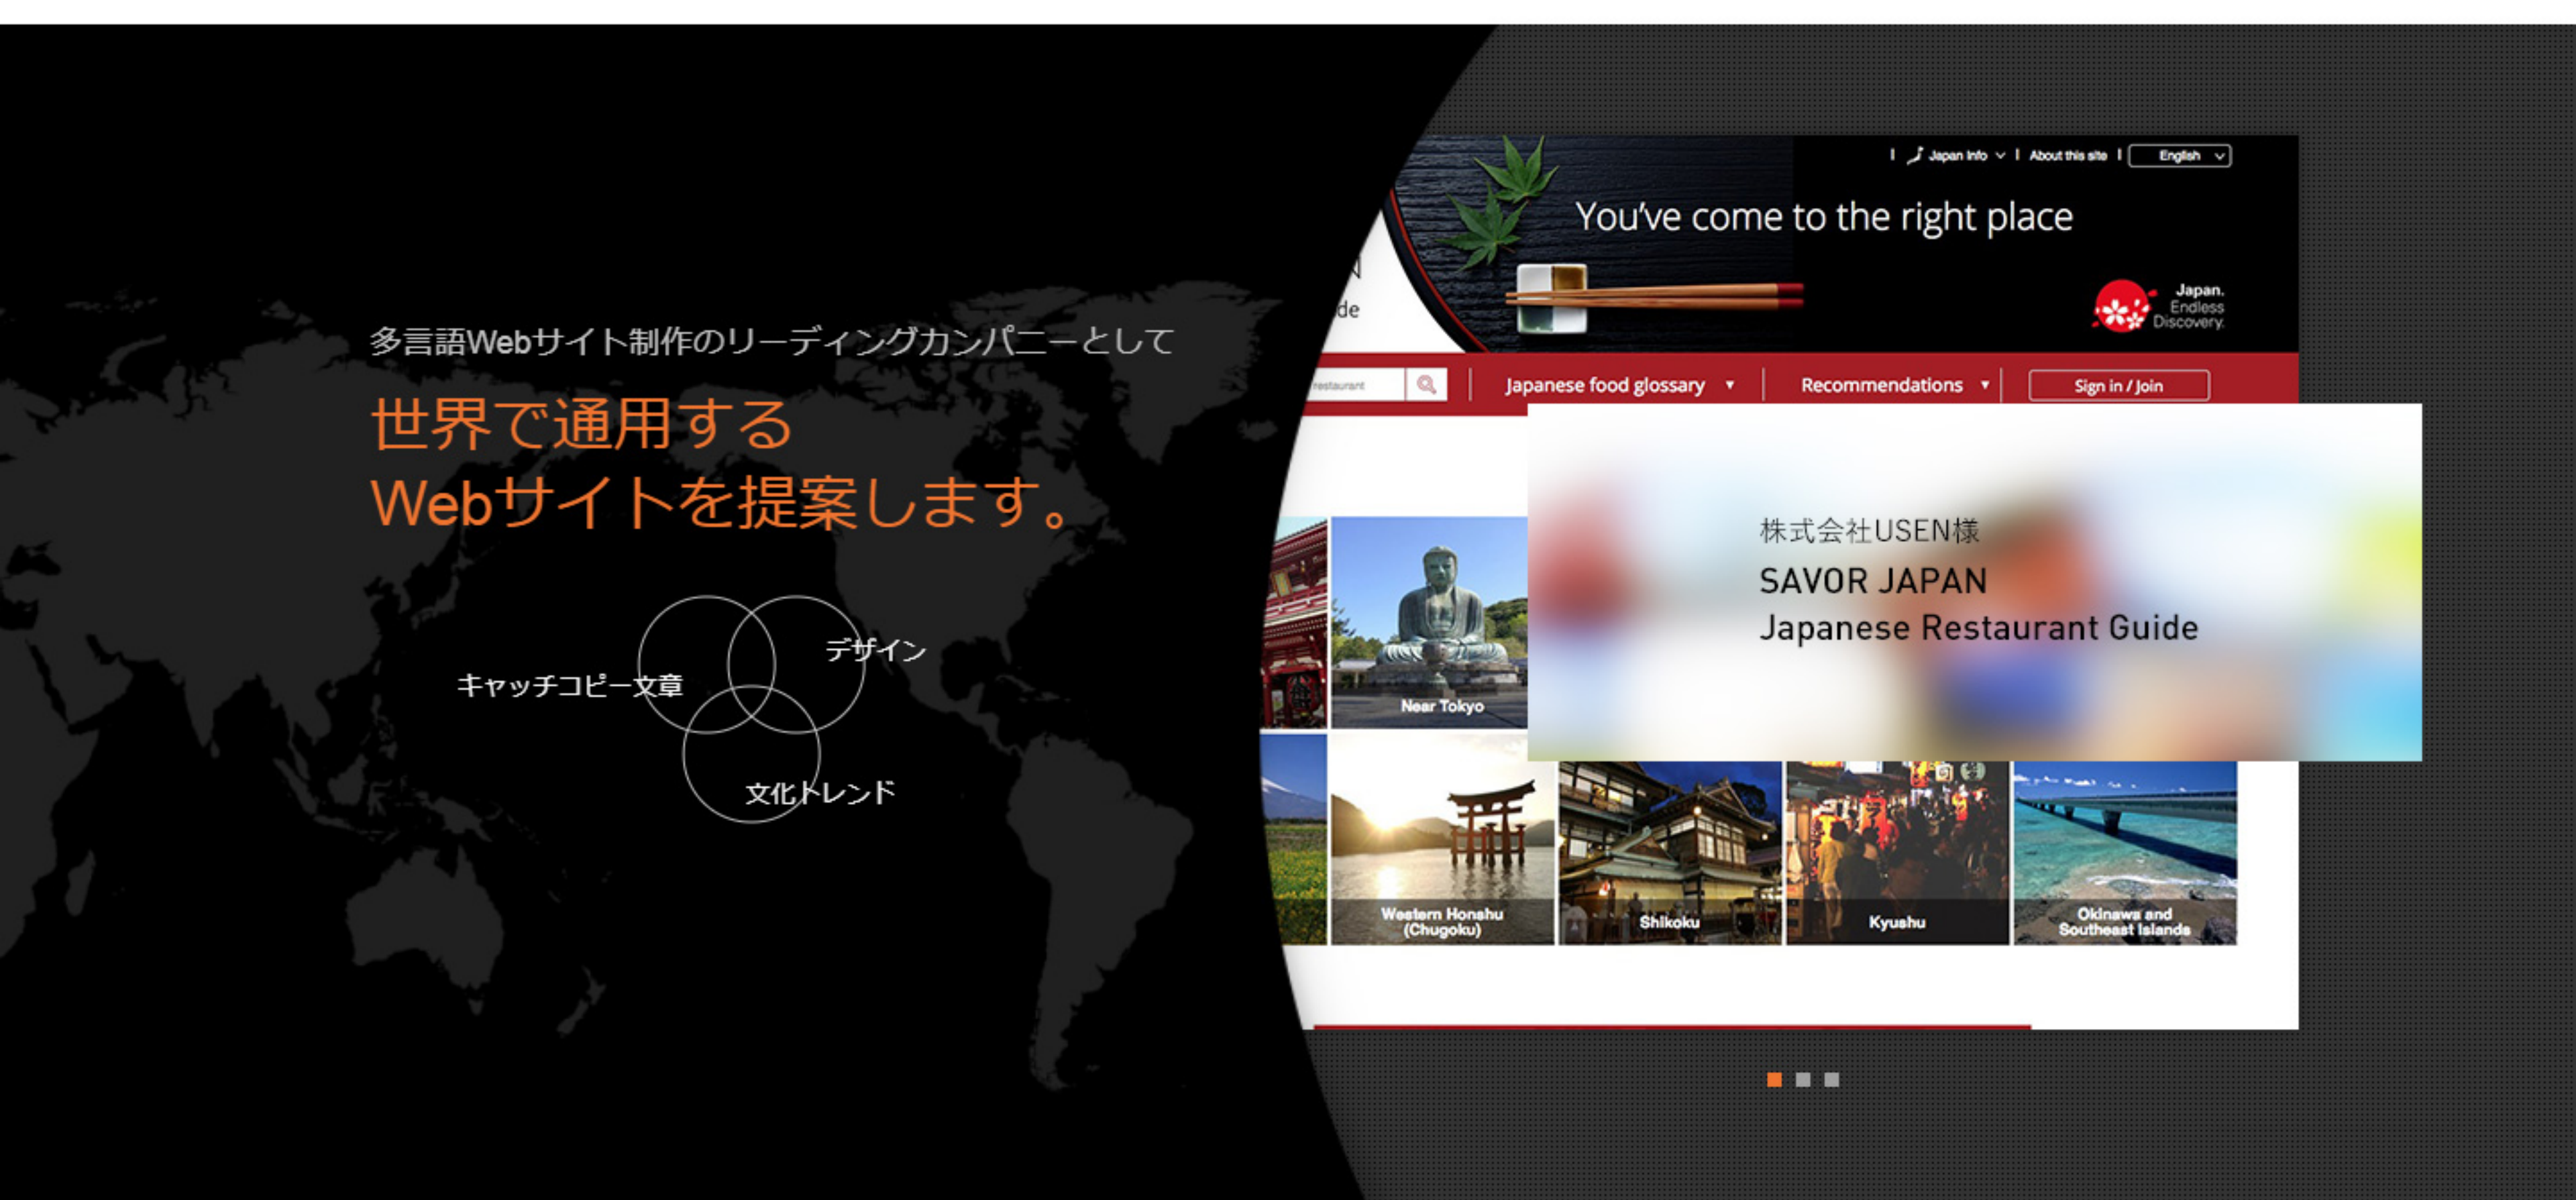 多言語Webサイト制作のリーディングカンパニーとして
世界で通用する
Webサイトを提案します。
デザイン
キャッチコピー文章
文化トレンド
Japan Info
About this site
English
You've come to the right place
Japan.
Endless
Discovery.
de
restaurant
Japanese food glossary ▼
Recommendations ▼
Sign in / Join
株式会社USEN様
SAVOR JAPAN
Japanese Restaurant Guide
Near Tokyo
Western Honshu
(Chugoku)
Shikoku
Kyushu
Okinawa and
Southeast Islands